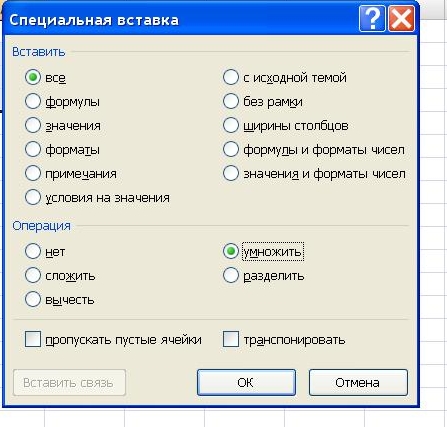 Специальная вставка
Вставить
все
с исходной темой
формулы
без рамки
значения
ширины столбцов
форматы
формулы и форматы чисел
примечания
значения и форматы чисел
условия на значения
Операция
нет
умножить
сложить
разделить
вычесть
пропускать пустые ячейки
транспонировать
Вставить связь
ОК
Отмена